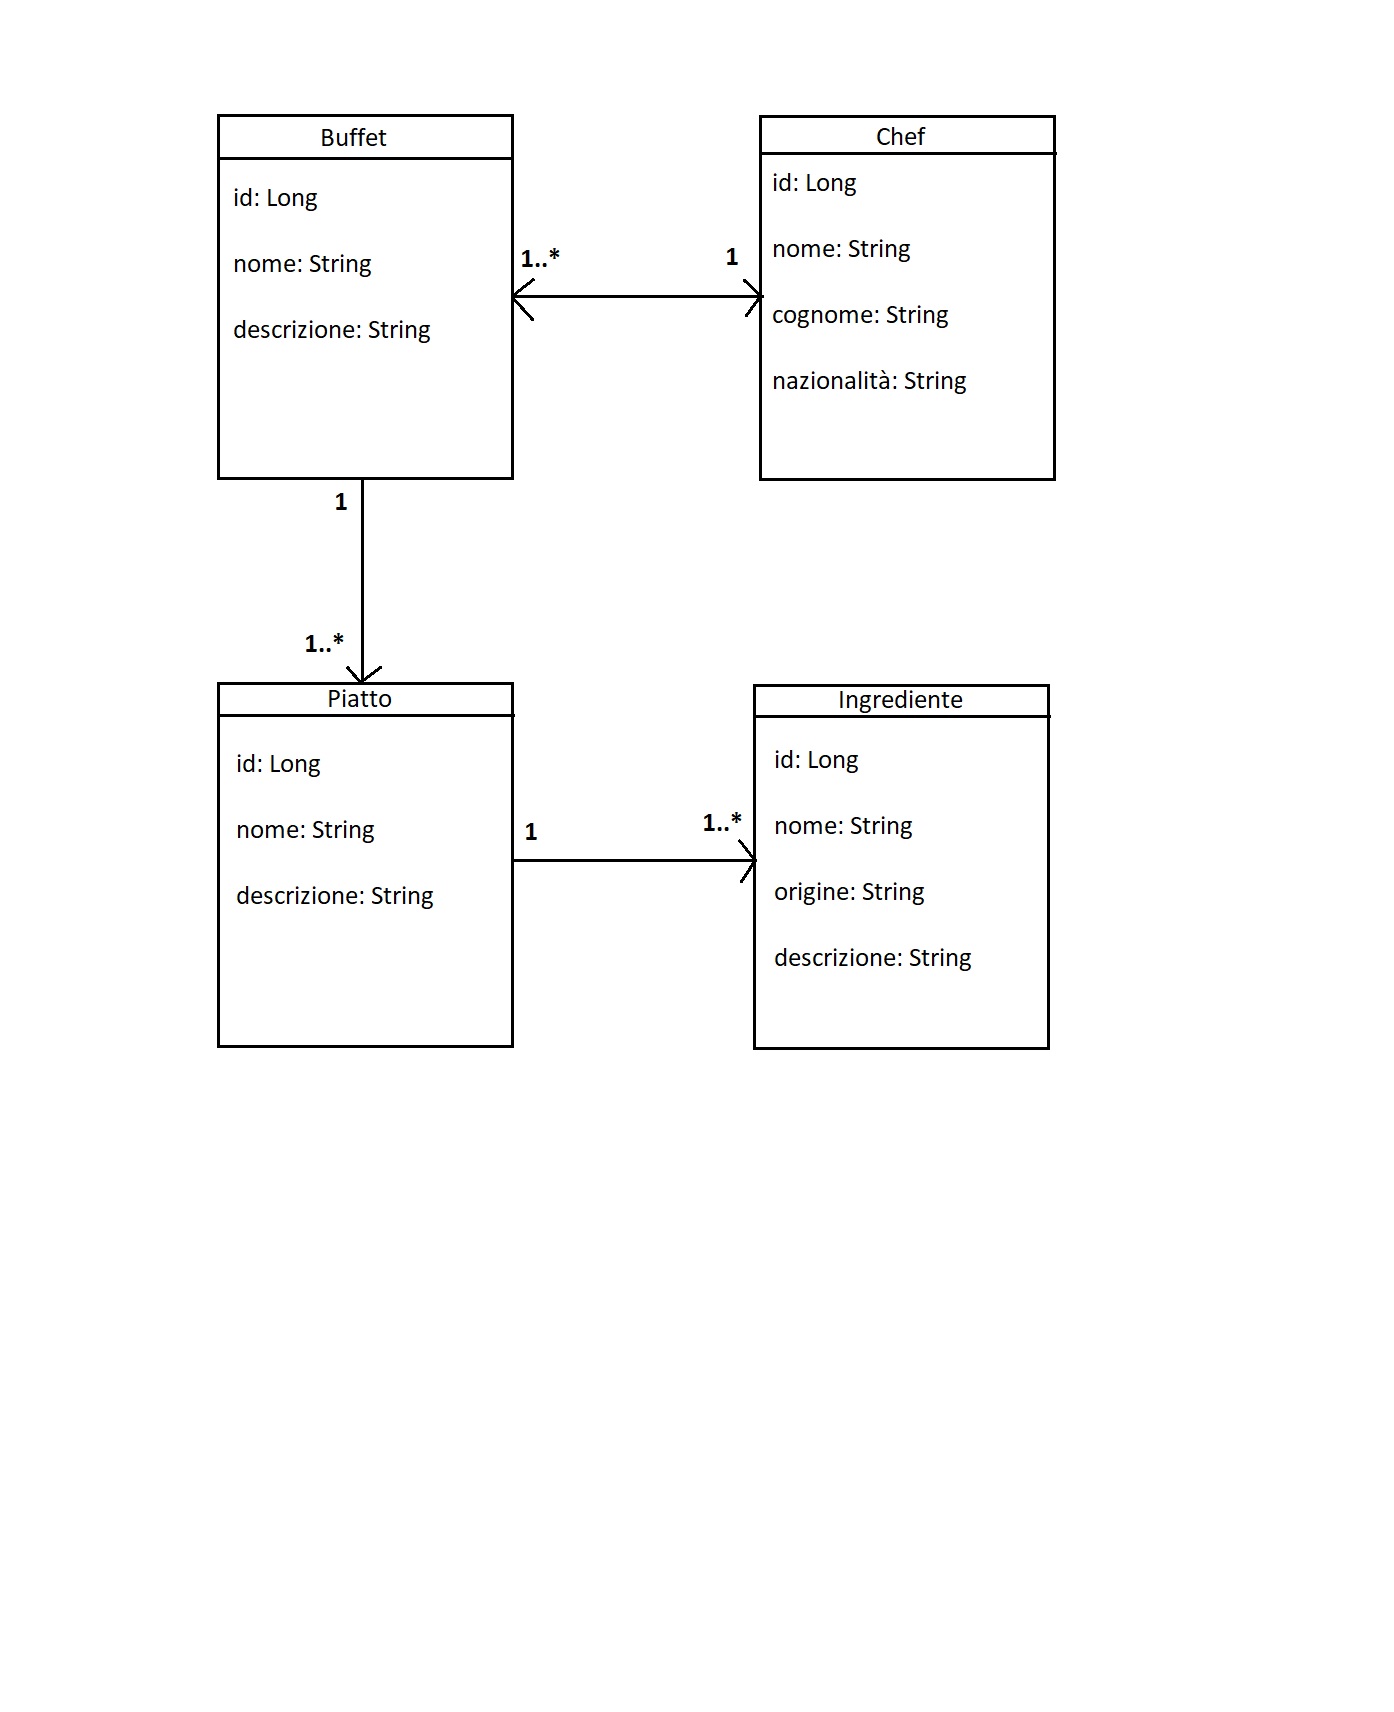 Buffet
id: Long
nome: String
descrizione: String
1..*
1
Chef
id: Long
nome: String
cognome: String
nazionalità: String
1
1..*
Piatto
id: Long
nome: String
descrizione: String
1
1..*
Ingrediente
id: Long
nome: String
origine: String
descrizione: String